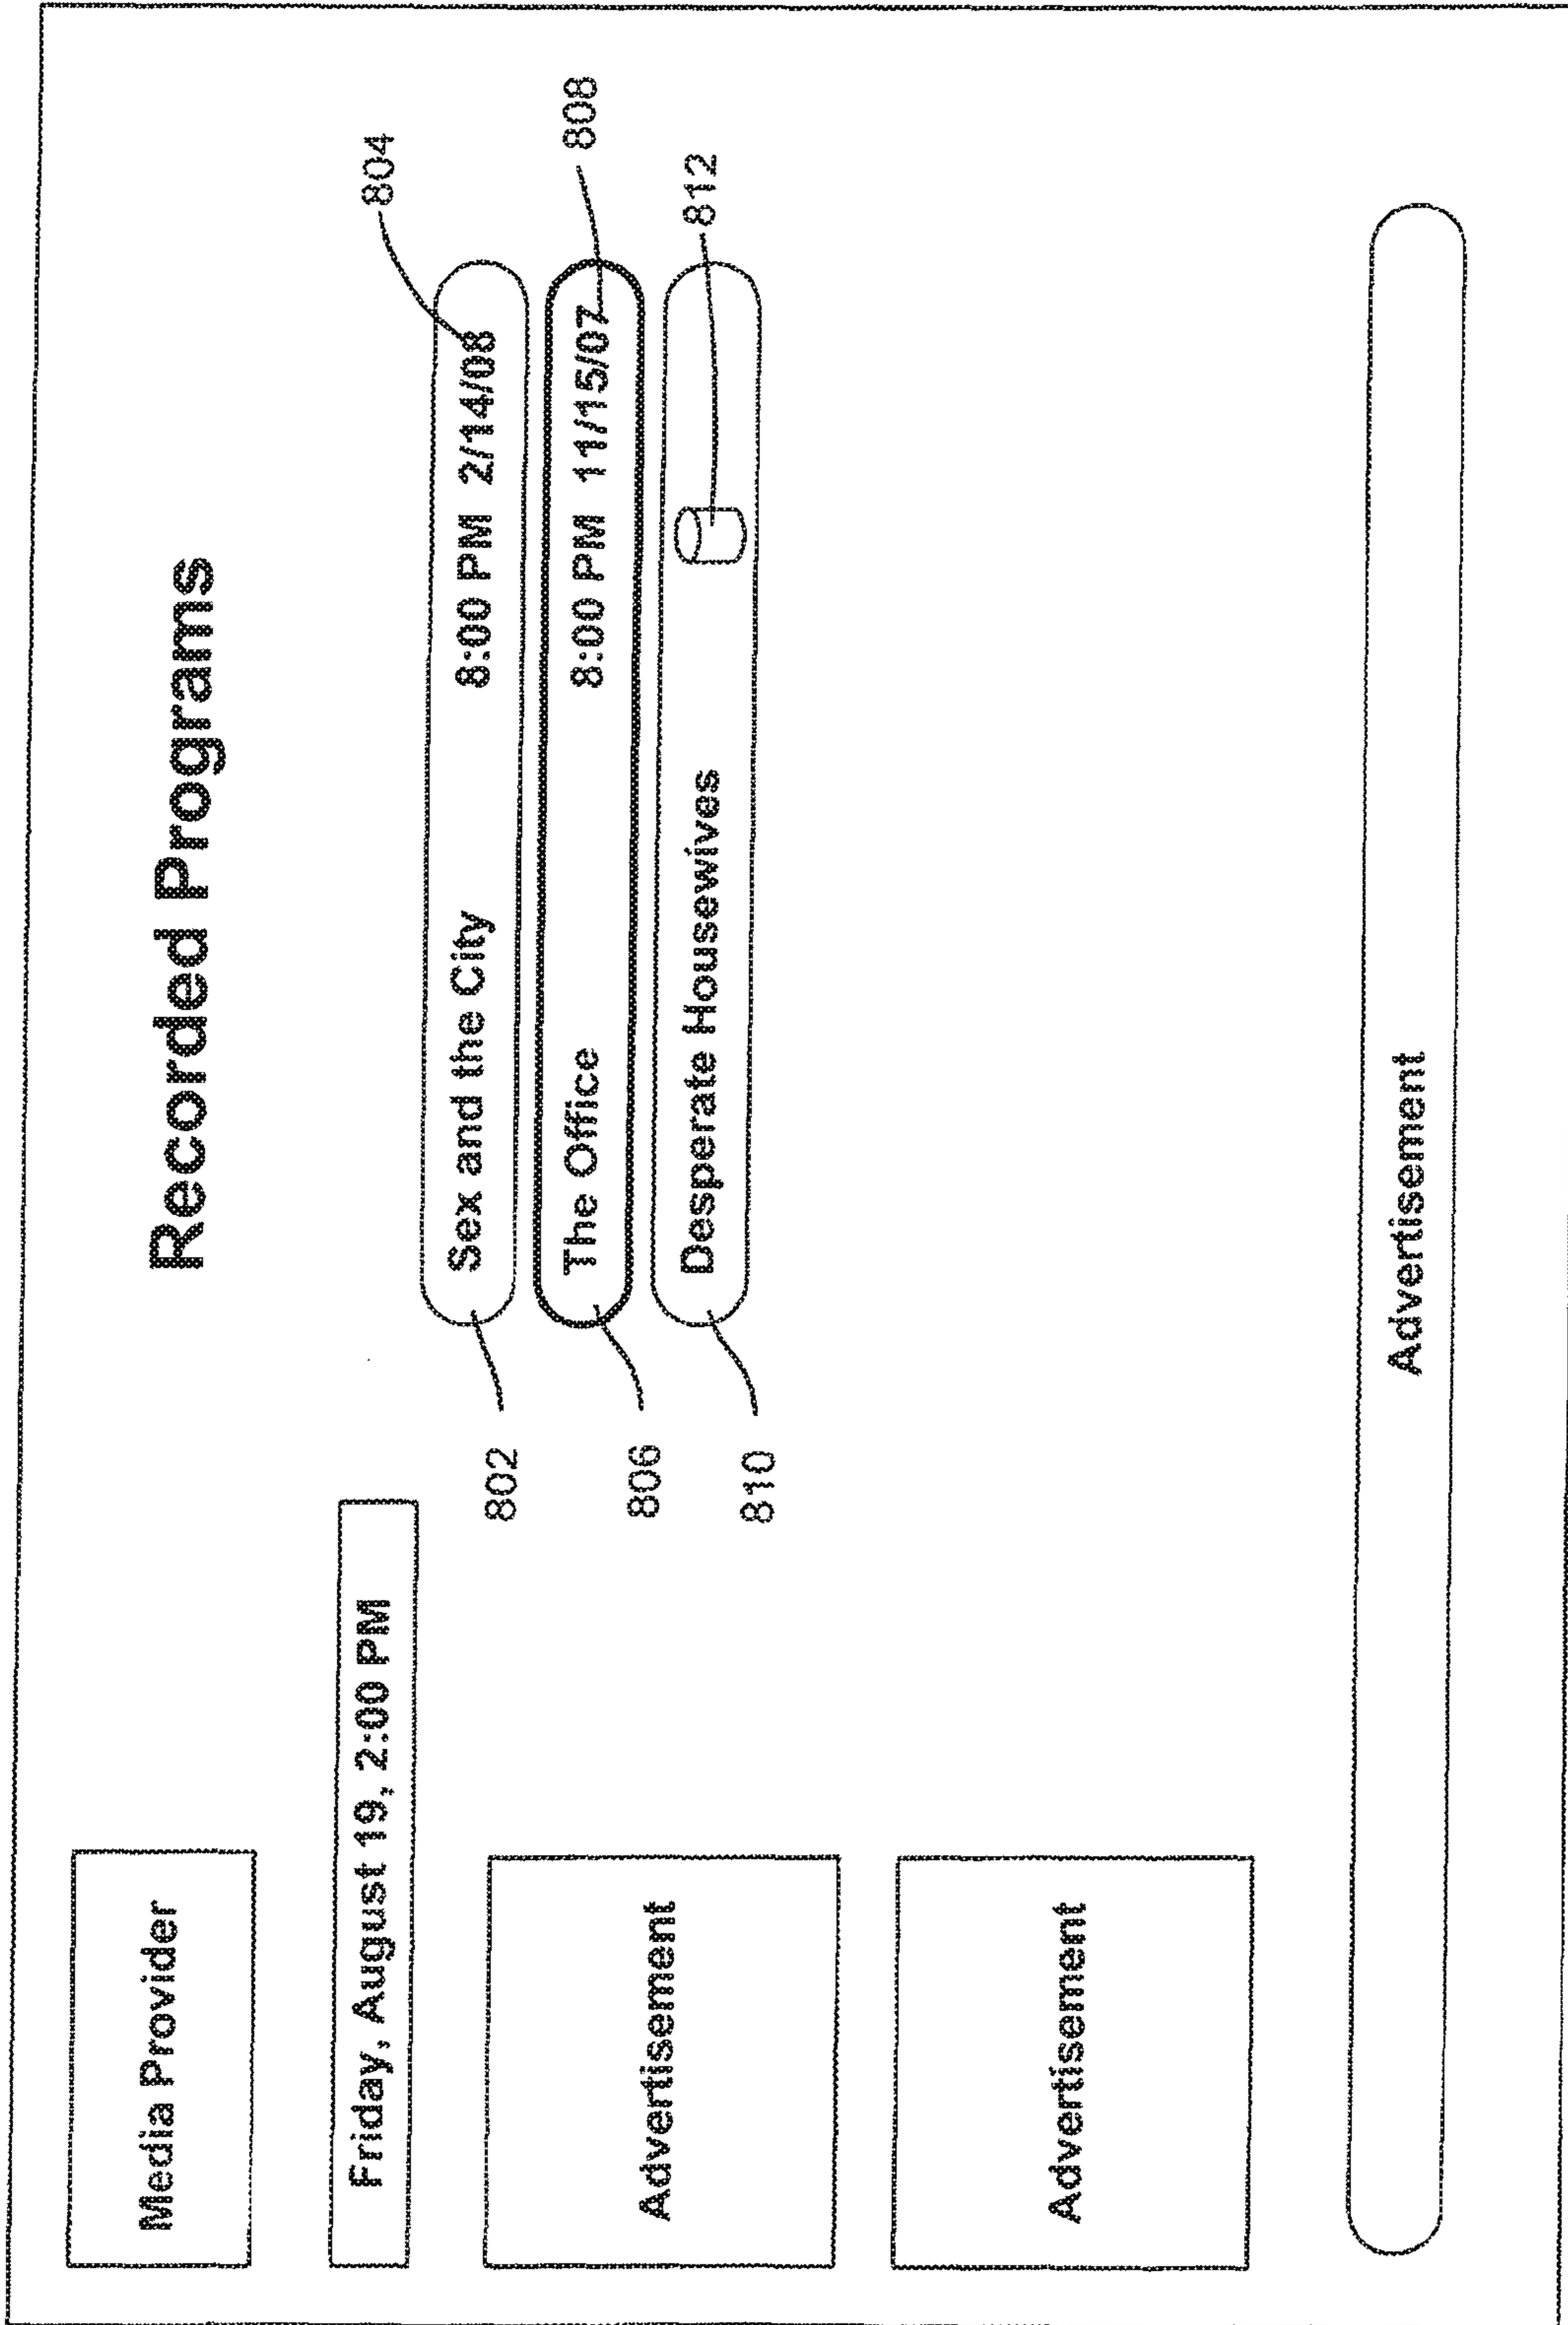 Recorded Programs
Media Provider
Friday, August 19, 2:00 PM
804
802
Sex and the City 8:00 PM 2/14/08
808
806
The Office 8:00 PM 11/15/07
812
810
Desperate Housewives
Advertisement
Advertisement
Advertisement